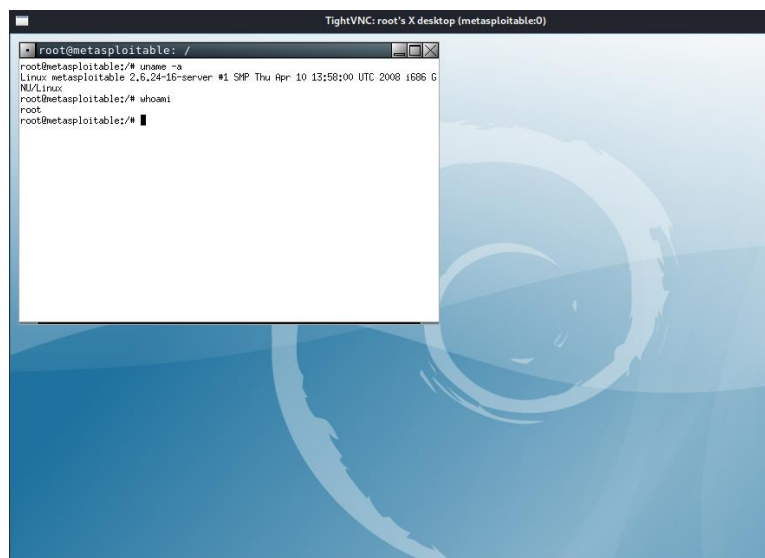 TightVNC: root's X desktop (metasploitable:0)
root@metasploitable: /
root@metasploitable:/# uname -a
Linux metasploitable 2.6.24-16-server #1 SMP Thu Apr 10 13:58:00 UTC 2008 i686 G
NU/Linux
root@metasploitable:/# whoami
root
root@metasploitable:/#